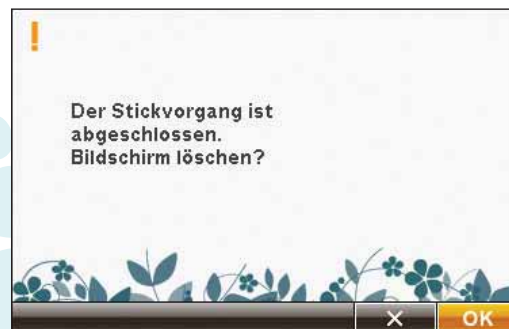 !
Der Stickvorgang ist
abgeschlossen.
Bildschirm löschen?
X OK